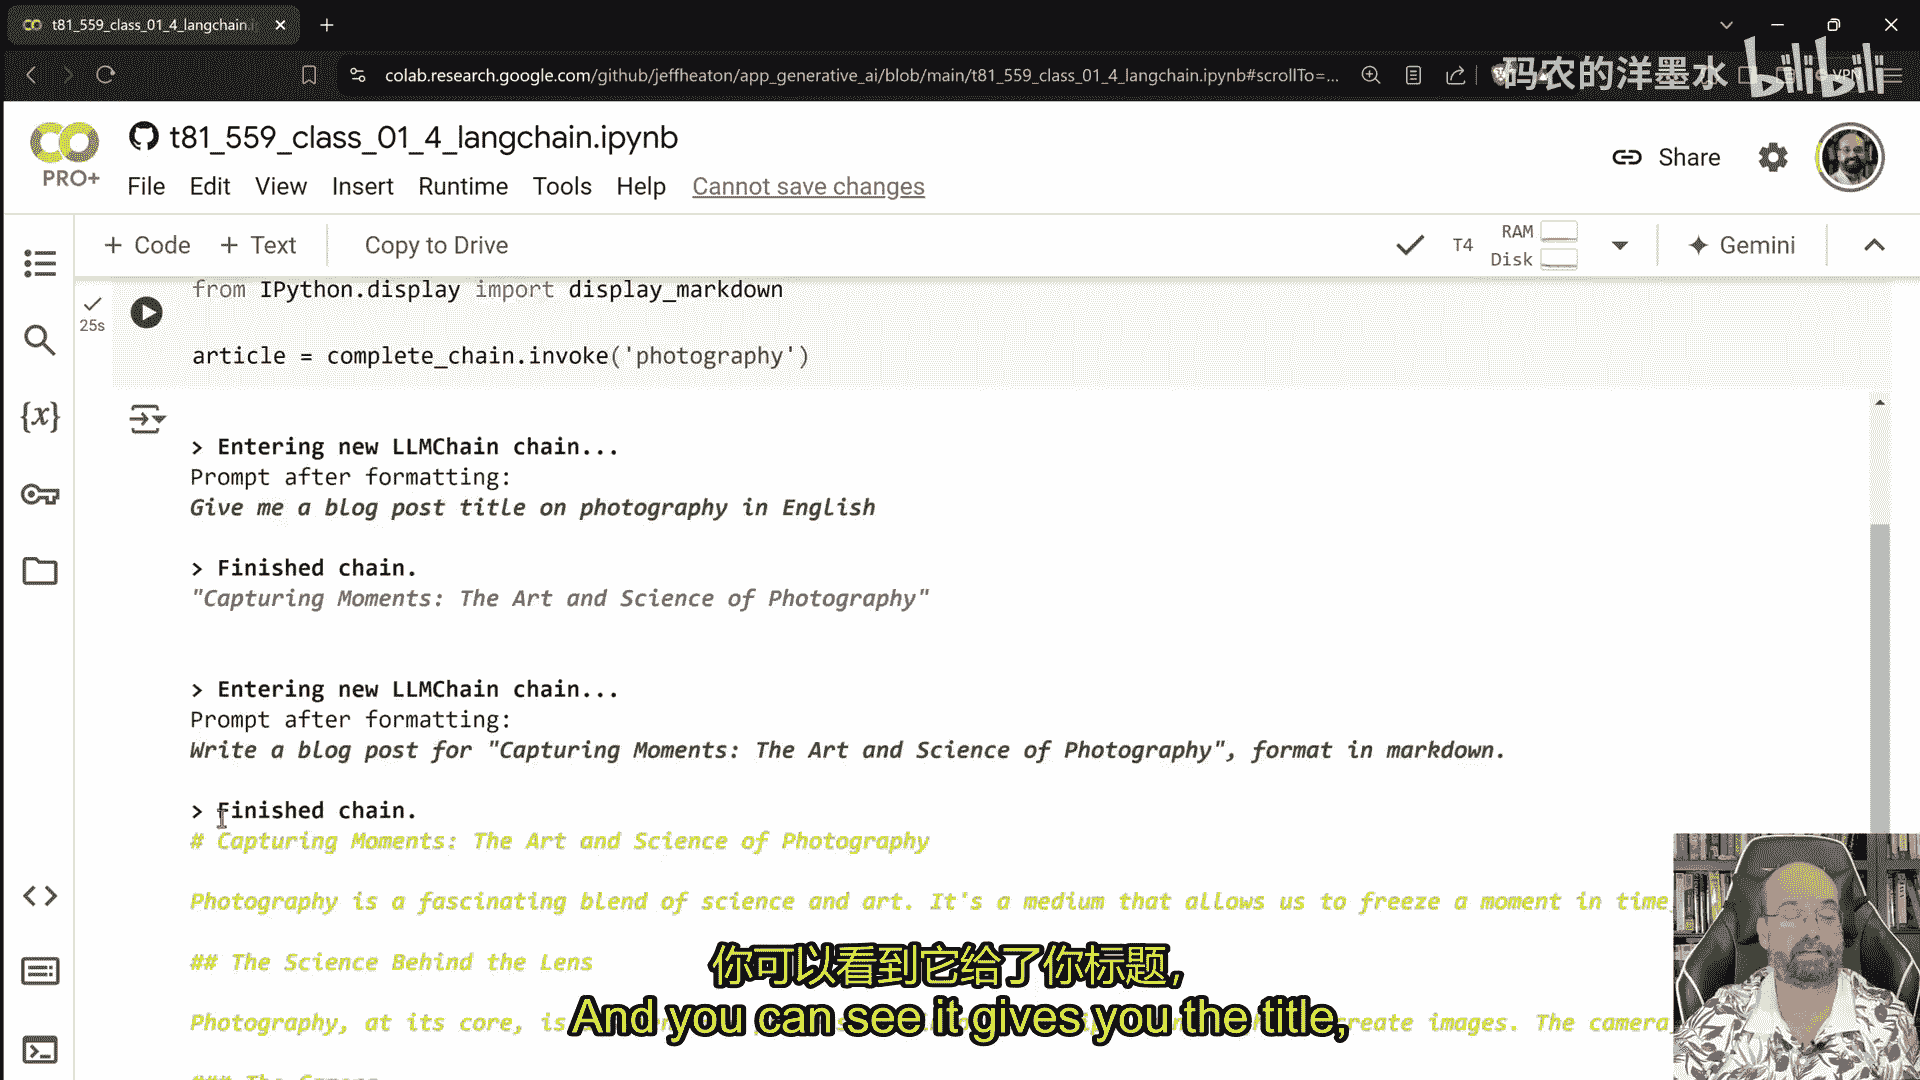 t81_559_class_01_4_langchain.i
colab.research.google.com/github/jeffheaton/app_generative_ai/blob/main/t81_559_class_01_4_langchain.ipynb#scrollTo=...
码农的洋墨水 bilibili
VPN
CO
PRO+
t81_559_class_01_4_langchain.ipynb
File Edit View Insert Runtime Tools Help Cannot save changes
Share
+ Code + Text Copy to Drive
T4 RAM Disk Gemini
from IPython.display import display_markdown
25s
article = complete_chain.invoke('photography')
{x}
> Entering new LLMChain chain...
Prompt after formatting:
Give me a blog post title on photography in English
> Finished chain.
"Capturing Moments: The Art and Science of Photography"
> Entering new LLMChain chain...
Prompt after formatting:
Write a blog post for "Capturing Moments: The Art and Science of Photography", format in markdown.
> Finished chain.
# Capturing Moments: The Art and Science of Photography
Photography is a fascinating blend of science and art. It's a medium that allows us to freeze a moment in time
## The Science Behind the Lens
Photography, at its core, is create images. The camera
### The Camera
你可以看到它给了你标题,
And you can see it gives you the title,